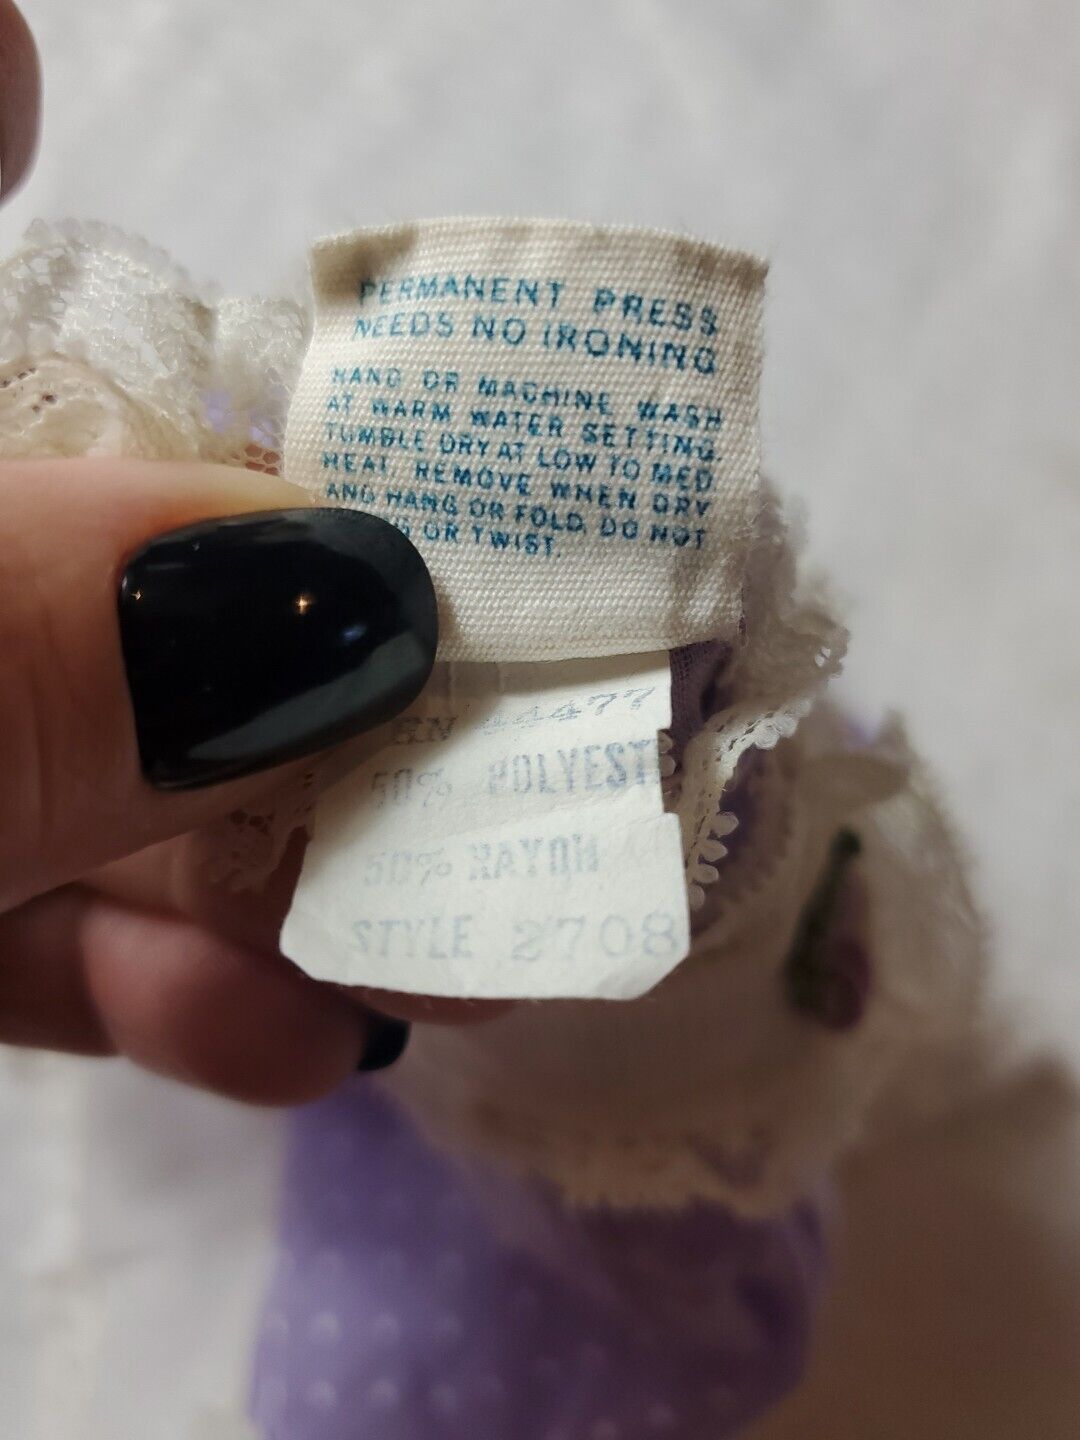 PERMANENT PRESS
NEEDS NO IRONING
HAND OR MACHINE WASH
AT WARM WATER SETTING.
TUMBLE DRY AT LOW TO MED.
HEAT. REMOVE WHEN DRY
AND HANG OR FOLD. DO NOT
OR TWIST.
RN 44477
50% POLYEST
50% RAYON
STYLE 2708